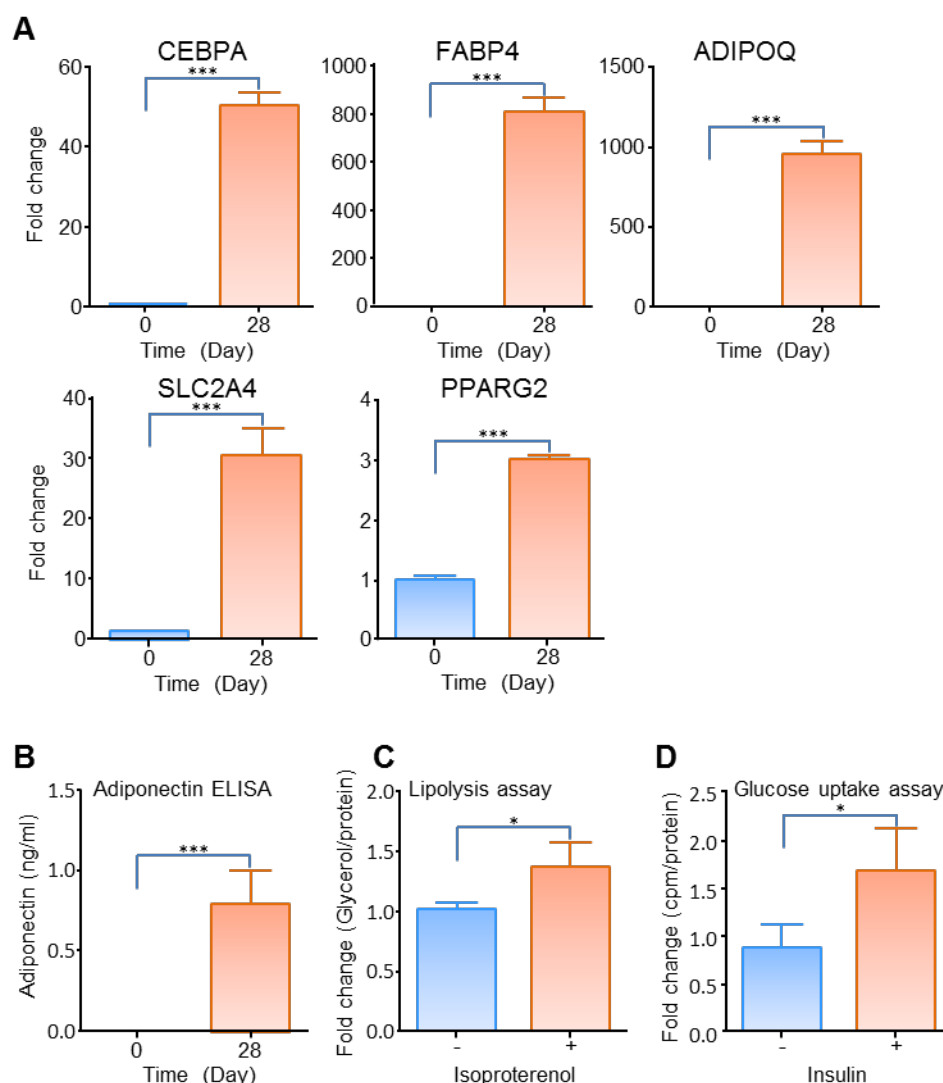 A
CEBPA
FABP4
ADIPOQ
60
40
20
0
Fold change
***
0 28
Time (Day)
1000
800
600
400
200
0
***
0 28
Time (Day)
1500
1000
500
0
***
0 28
Time (Day)
SLC2A4
PPARG2
40
30
20
10
0
Fold change
***
0 28
Time (Day)
4
3
2
1
0
***
0 28
Time (Day)
B
Adiponectin ELISA
1.5
1.0
0.5
0.0
Adiponectin (ng/ml)
***
0 28
Time (Day)
C
Lipolysis assay
2.0
1.5
1.0
0.5
0.0
Fold change (Glycerol/protein)
*
- +
Isoproterenol
D
Glucose uptake assay
2.5
2.0
1.5
1.0
0.5
0.0
Fold change (cpm/protein)
*
- +
Insulin